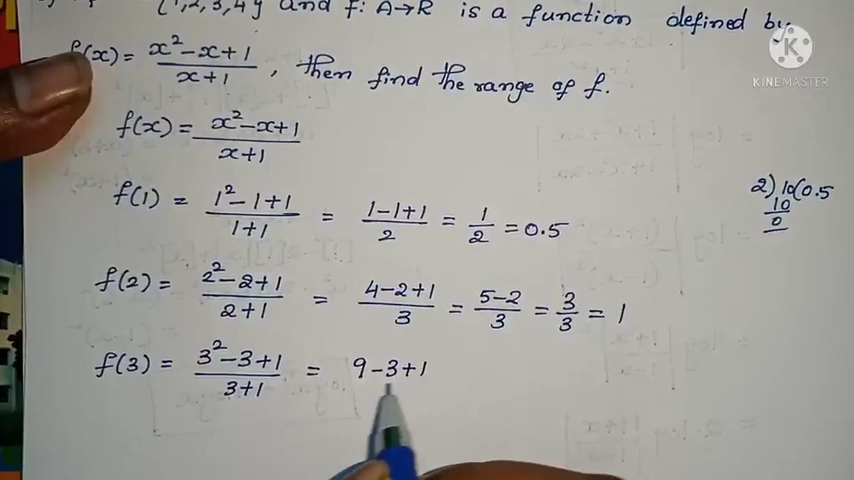 {1,2,3,4} and f: A→R is a function defined by
f(x) = x²-x+1 / x+1, then find the range of f.
KINEMASTER
f(x) = x²-x+1 / x+1
f(1) = 1²-1+1 / 1+1 = 1-1+1 / 2 = 1/2 = 0.5
2)10(0.5
10
0
f(2) = 2²-2+1 / 2+1 = 4-2+1 / 3 = 5-2 / 3 = 3/3 = 1
f(3) = 3²-3+1 / 3+1 = 9-3+1